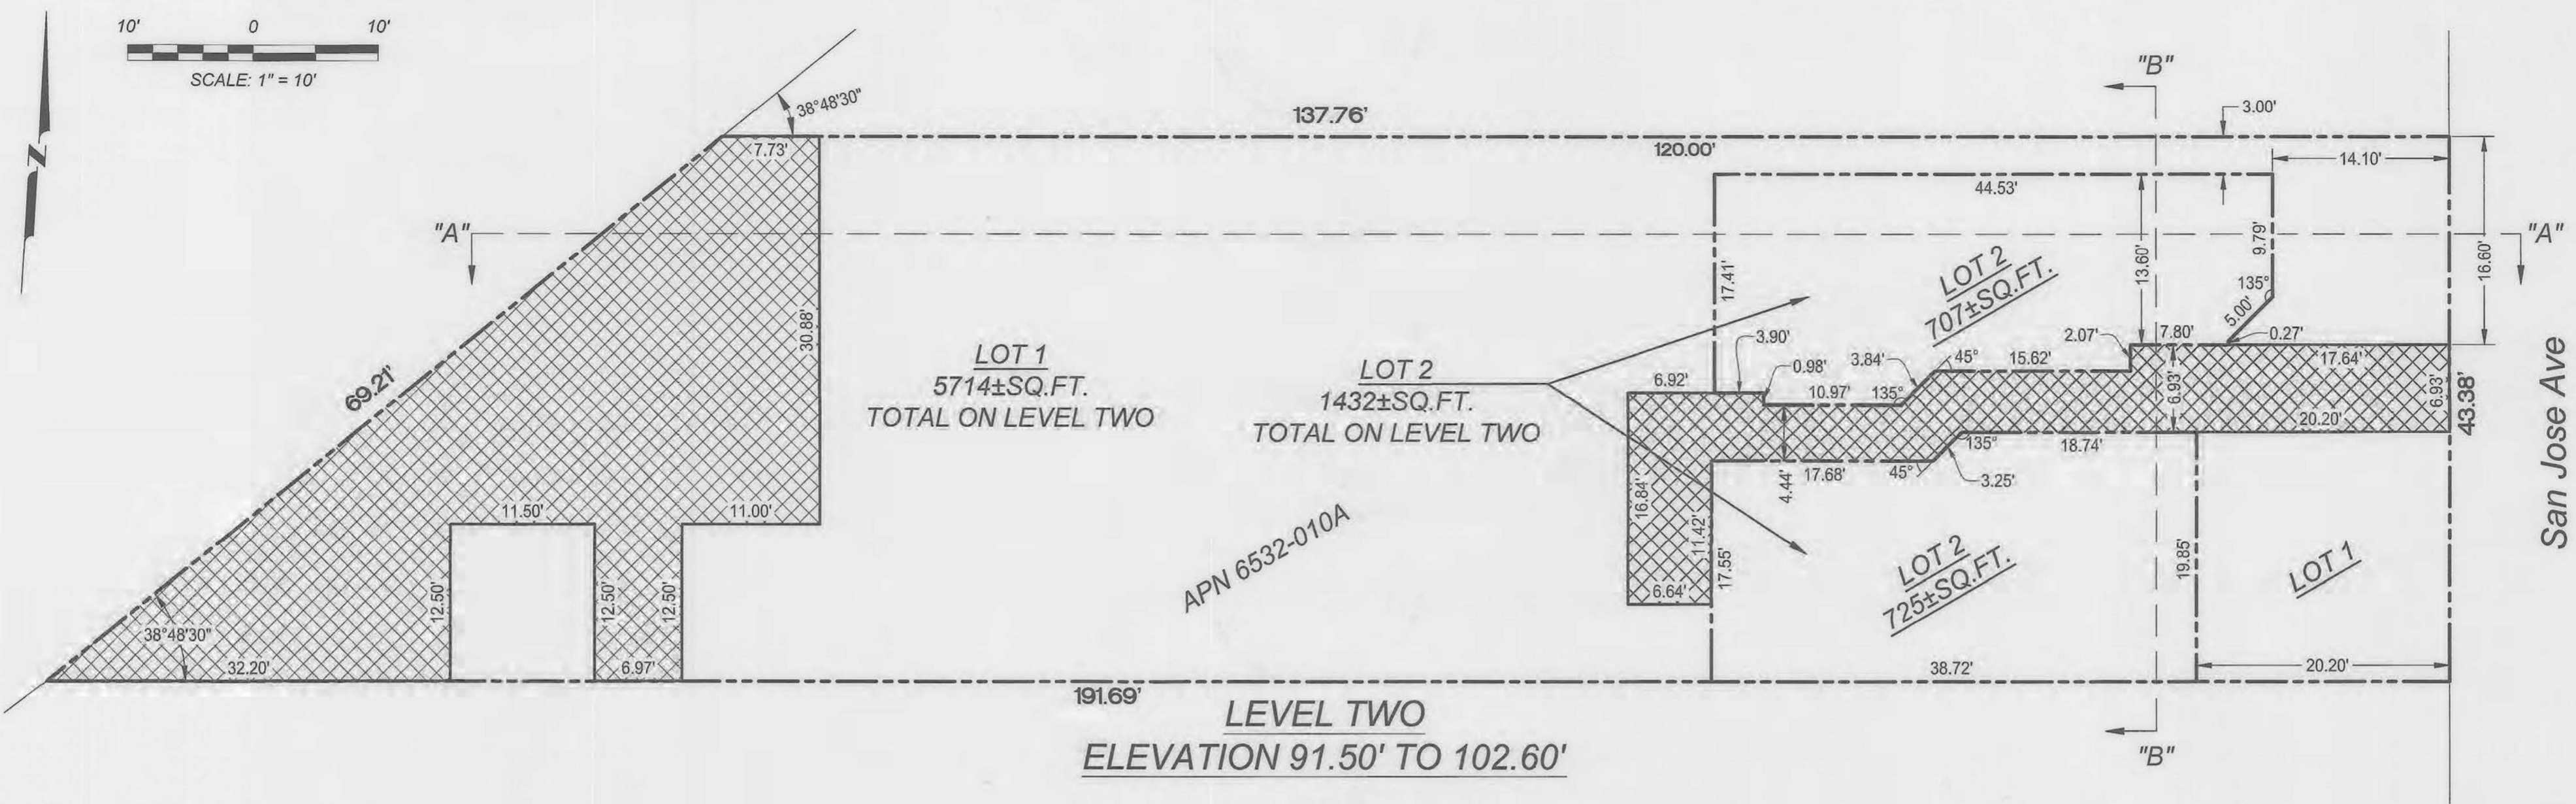 10' 0 10'
SCALE: 1" = 10'
"B"
38°48'30"
137.76'
3.00'
7.73'
120.00'
14.10'
44.53'
"A"
"A"
9.79'
13.60'
16.60'
LOT 2
707±SQ.FT.
17.41'
135°
5.00'
30.88'
3.90'
2.07'
7.80'
0.27'
LOT 1
5714±SQ.FT.
TOTAL ON LEVEL TWO
LOT 2
1432±SQ.FT.
TOTAL ON LEVEL TWO
0.98'
3.84'
45°
15.62'
17.64'
69.21'
6.92'
10.97'
135°
6.93'
6.93'
43.38'
San Jose Ave
20.20'
135°
18.74'
17.68'
45°
4.44'
3.25'
16.84'
11.42'
11.50'
11.00'
APN 6532-010A
17.55'
LOT 2
725±SQ.FT.
19.85'
LOT 1
12.50'
12.50'
12.50'
6.64'
38°48'30"
32.20'
6.97'
38.72'
20.20'
191.69'
LEVEL TWO
ELEVATION 91.50' TO 102.60'
"B"
N